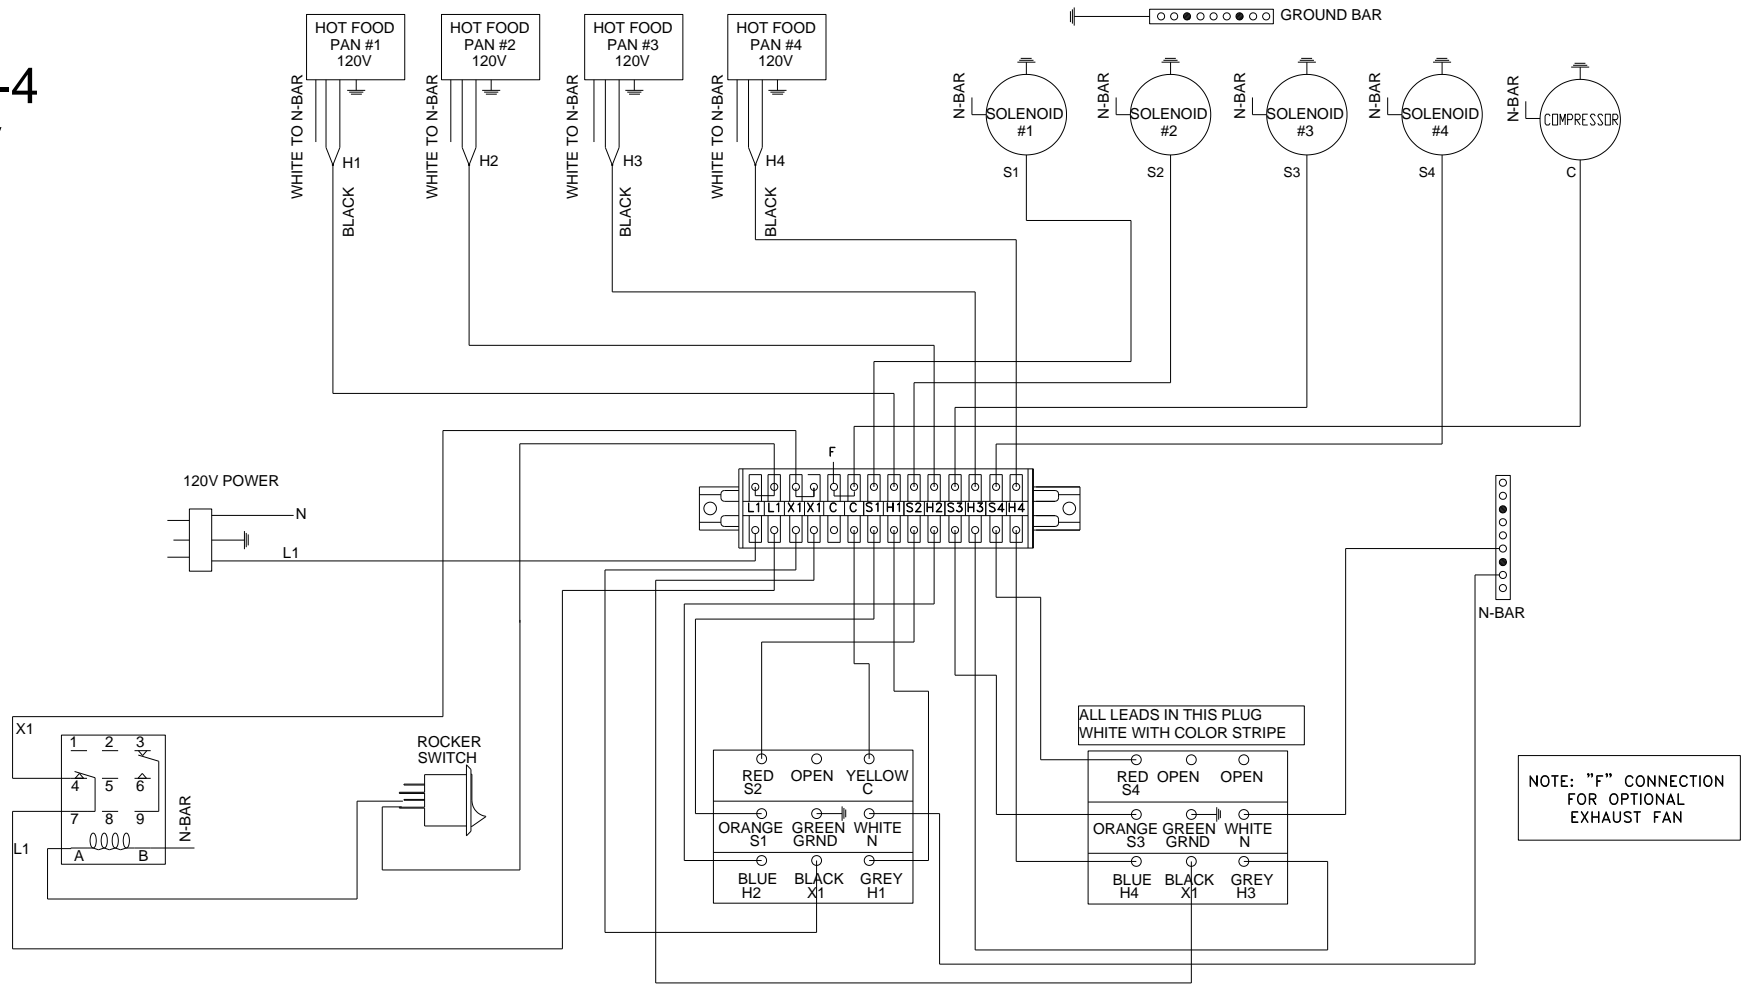 -4
HOT FOOD
PAN #1
120V
HOT FOOD
PAN #2
120V
HOT FOOD
PAN #3
120V
HOT FOOD
PAN #4
120V
GROUND BAR
WHITE TO N-BAR
H1
BLACK
WHITE TO N-BAR
H2
WHITE TO N-BAR
H3
BLACK
WHITE TO N-BAR
H4
BLACK
N-BAR
SOLENOID
#1
S1
N-BAR
SOLENOID
#2
S2
N-BAR
SOLENOID
#3
S3
N-BAR
SOLENOID
#4
S4
N-BAR
COMPRESSOR
C
F
L1 L1 X1 X1 C C S1 H1 S2 H2 S3 H3 S4 H4
120V POWER
N
L1
N-BAR
X1
L1
1 2 3
4 5 6
7 8 9
A B
N-BAR
ROCKER
SWITCH
RED
S2
OPEN
YELLOW
C
ORANGE
S1
GREEN
GRND
WHITE
N
BLUE
H2
BLACK
X1
GREY
H1
ALL LEADS IN THIS PLUG
WHITE WITH COLOR STRIPE
RED
S4
OPEN
OPEN
ORANGE
S3
GREEN
GRND
WHITE
N
BLUE
H4
BLACK
X1
GREY
H3
NOTE: "F" CONNECTION
FOR OPTIONAL
EXHAUST FAN